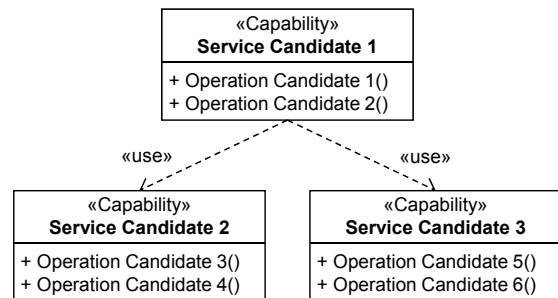 «Capability»
Service Candidate 1
+ Operation Candidate 1()
+ Operation Candidate 2()
«use»
«use»
«Capability»
Service Candidate 2
+ Operation Candidate 3()
+ Operation Candidate 4()
«Capability»
Service Candidate 3
+ Operation Candidate 5()
+ Operation Candidate 6()